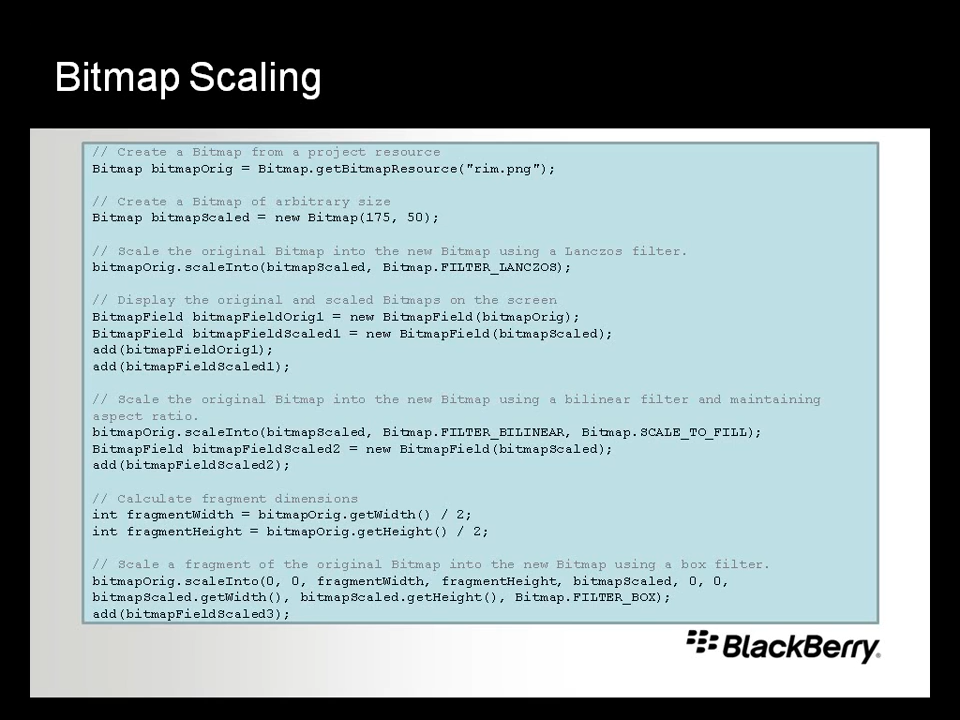 Bitmap Scaling
// Create a Bitmap from a project resource
Bitmap bitmapOrig = Bitmap.getBitmapResource("rim.png");
// Create a Bitmap of arbitrary size
Bitmap bitmapScaled = new Bitmap(175, 50);
// Scale the original Bitmap into the new Bitmap using a Lanczos filter.
bitmapOrig.scaleInto(bitmapScaled, Bitmap.FILTER_LANCZOS);
// Display the original and scaled Bitmaps on the screen
BitmapField bitmapFieldOrig1 = new BitmapField(bitmapOrig);
BitmapField bitmapFieldScaled1 = new BitmapField(bitmapScaled);
add(bitmapFieldOrig1);
add(bitmapFieldScaled1);
// Scale the original Bitmap into the new Bitmap using a bilinear filter and maintaining
aspect ratio.
bitmapOrig.scaleInto(bitmapScaled, Bitmap.FILTER_BILINEAR, Bitmap.SCALE_TO_FILL);
BitmapField bitmapFieldScaled2 = new BitmapField(bitmapScaled);
add(bitmapFieldScaled2);
// Calculate fragment dimensions
int fragmentWidth = bitmapOrig.getWidth() / 2;
int fragmentHeight = bitmapOrig.getHeight() / 2;
// Scale a fragment of the original Bitmap into the new Bitmap using a box filter.
bitmapOrig.scaleInto(0, 0, fragmentWidth, fragmentHeight, bitmapScaled, 0, 0,
bitmapScaled.getWidth(), bitmapScaled.getHeight(), Bitmap.FILTER_BOX);
add(bitmapFieldScaled3);
BlackBerry